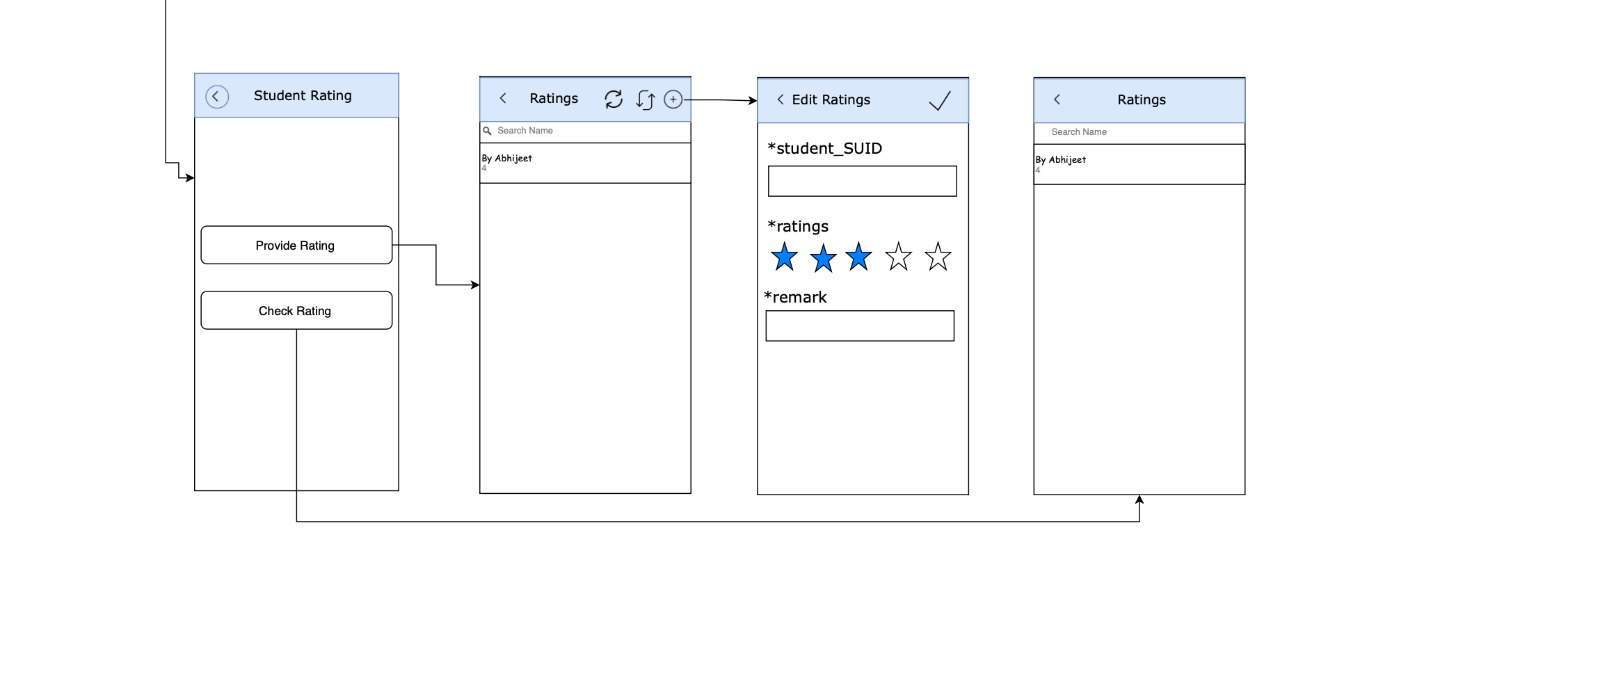 Student Rating
Provide Rating
Check Rating
Ratings
Search Name
By Abhijeet
4
Edit Ratings
*student_SUID
*ratings
*remark
Ratings
Search Name
By Abhijeet
4